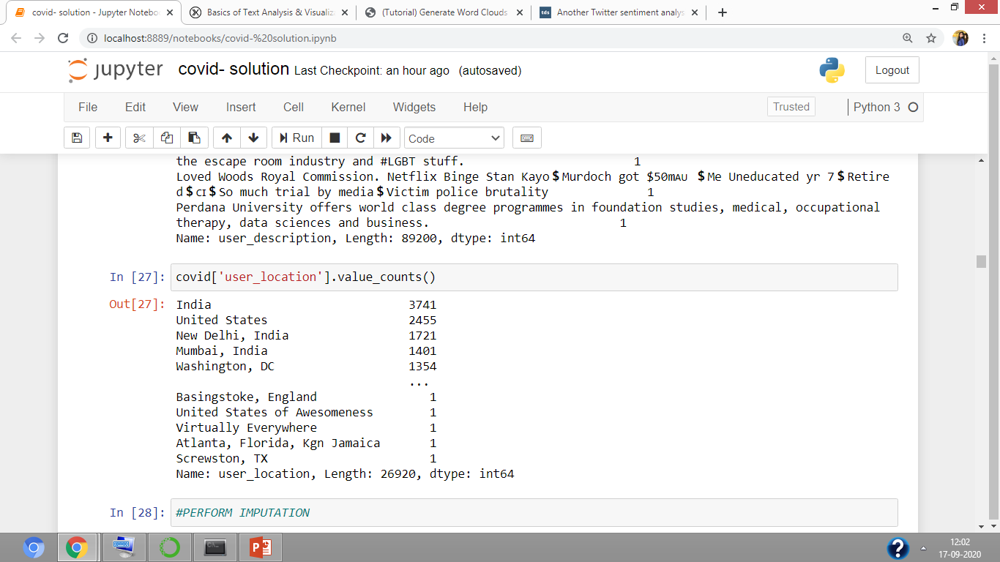 covid- solution - Jupyter Notebo
Basics of Text Analysis & Visualiz
(Tutorial) Generate Word Clouds
tds
Another Twitter sentiment analys
localhost:8889/notebooks/covid-%20solution.ipynb
jupyter covid- solution Last Checkpoint: an hour ago (autosaved)
Logout
File Edit View Insert Cell Kernel Widgets Help
Trusted
Python 3
Run
Code
the escape room industry and #LGBT stuff. 1
Loved Woods Royal Commission. Netflix Binge Stan Kayo💲Murdoch got $50mᴀᴜ 💲Me Uneducated yr 7💲Retire
d💲ᴄɪ💲So much trial by media💲Victim police brutality 1
Perdana University offers world class degree programmes in foundation studies, medical, occupational
therapy, data sciences and business. 1
Name: user_description, Length: 89200, dtype: int64
In [27]: covid['user_location'].value_counts()
Out[27]: India 3741
United States 2455
New Delhi, India 1721
Mumbai, India 1401
Washington, DC 1354
...
Basingstoke, England 1
United States of Awesomeness 1
Virtually Everywhere 1
Atlanta, Florida, Kgn Jamaica 1
Screwston, TX 1
Name: user_location, Length: 26920, dtype: int64
In [28]: #PERFORM IMPUTATION
12:02
17-09-2020